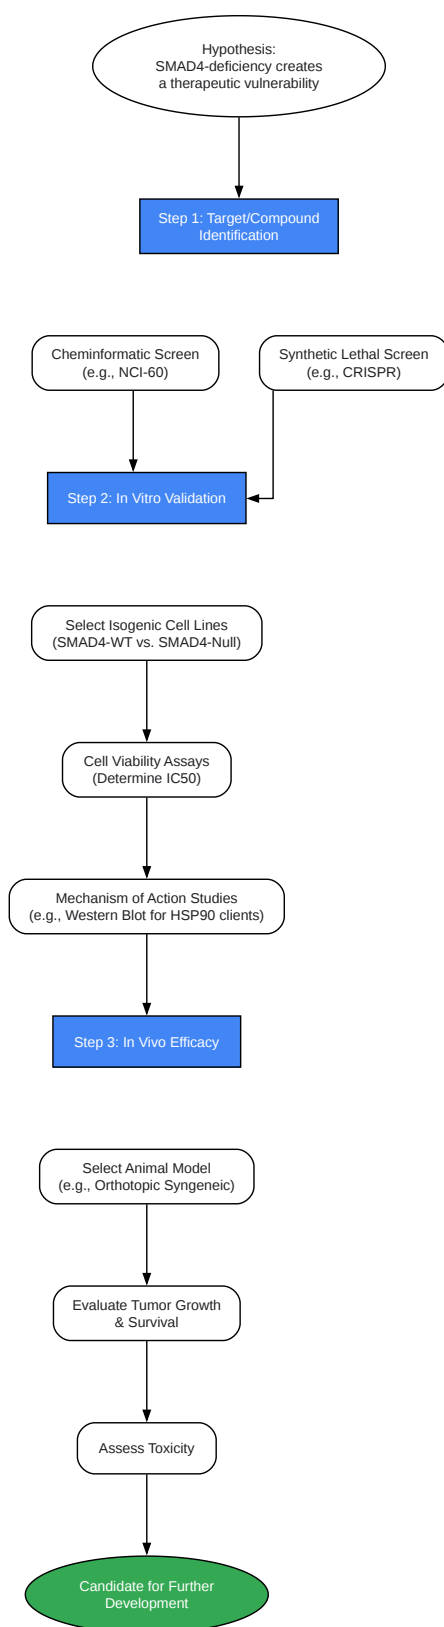 Hypothesis:
SMAD4-deficiency creates
a therapeutic vulnerability
Step 1: Target/Compound
Identification
Cheminformatic Screen
(e.g., NCI-60)
Synthetic Lethal Screen
(e.g., CRISPR)
Step 2: In Vitro Validation
Select Isogenic Cell Lines
(SMAD4-WT vs. SMAD4-Null)
Cell Viability Assays
(Determine IC50)
Mechanism of Action Studies
(e.g., Western Blot for HSP90 clients)
Step 3: In Vivo Efficacy
Select Animal Model
(e.g., Orthotopic Syngeneic)
Evaluate Tumor Growth
& Survival
Assess Toxicity
Candidate for Further
Development